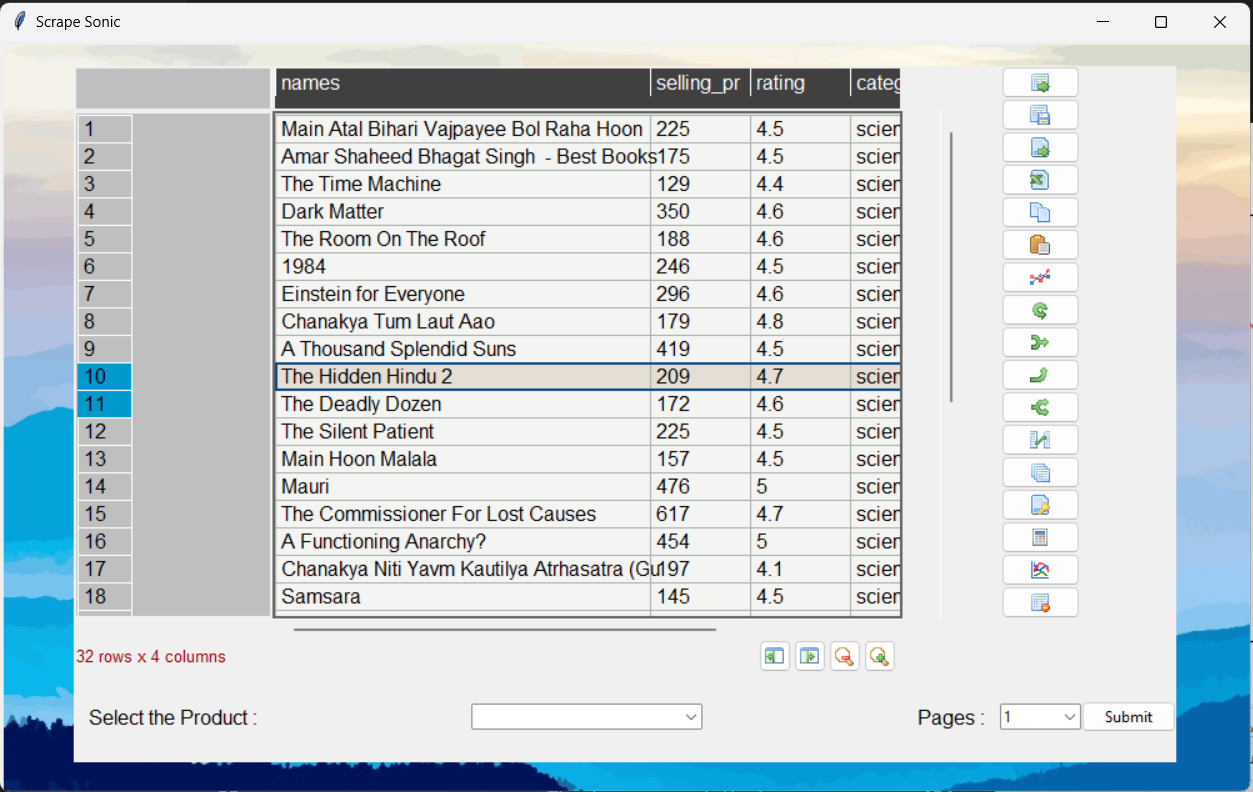 Scrape Sonic
names selling_pr rating categ
1 Main Atal Bihari Vajpayee Bol Raha Hoon 225 4.5 scien
2 Amar Shaheed Bhagat Singh - Best Books 175 4.5 scien
3 The Time Machine 129 4.4 scien
4 Dark Matter 350 4.6 scien
5 The Room On The Roof 188 4.6 scien
6 1984 246 4.5 scien
7 Einstein for Everyone 296 4.6 scien
8 Chanakya Tum Laut Aao 179 4.8 scien
9 A Thousand Splendid Suns 419 4.5 scien
10 The Hidden Hindu 2 209 4.7 scien
11 The Deadly Dozen 172 4.6 scien
12 The Silent Patient 225 4.5 scien
13 Main Hoon Malala 157 4.5 scien
14 Mauri 476 5 scien
15 The Commissioner For Lost Causes 617 4.7 scien
16 A Functioning Anarchy? 454 5 scien
17 Chanakya Niti Yavm Kautilya Atrhasatra (Gu 197 4.1 scien
18 Samsara 145 4.5 scien
32 rows x 4 columns
Select the Product : Pages : 1 Submit